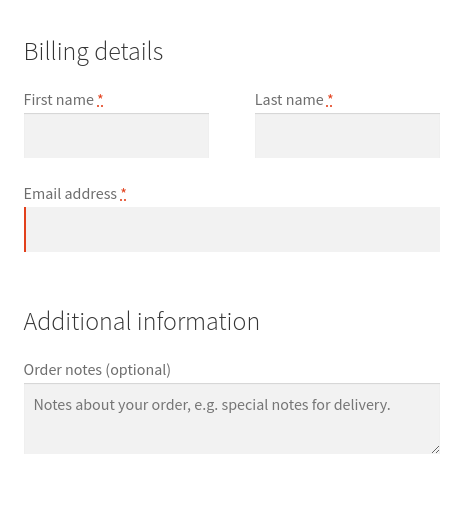 Billing details
First name *
Last name *
Email address *
Additional information
Order notes (optional)
Notes about your order, e.g. special notes for delivery.